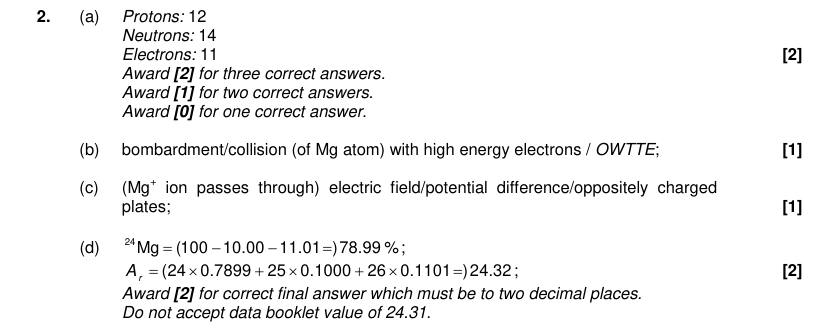 2. (a) Protons: 12
Neutrons: 14
Electrons: 11 [2]
Award [2] for three correct answers.
Award [1] for two correct answers.
Award [0] for one correct answer.
(b) bombardment/collision (of Mg atom) with high energy electrons / OWTTE; [1]
(c) (Mg⁺ ion passes through) electric field/potential difference/oppositely charged
plates; [1]
(d) ²⁴Mg = (100 − 10.00 − 11.01 =) 78.99 %;
Aᵣ = (24 × 0.7899 + 25 × 0.1000 + 26 × 0.1101 =) 24.32; [2]
Award [2] for correct final answer which must be to two decimal places.
Do not accept data booklet value of 24.31.